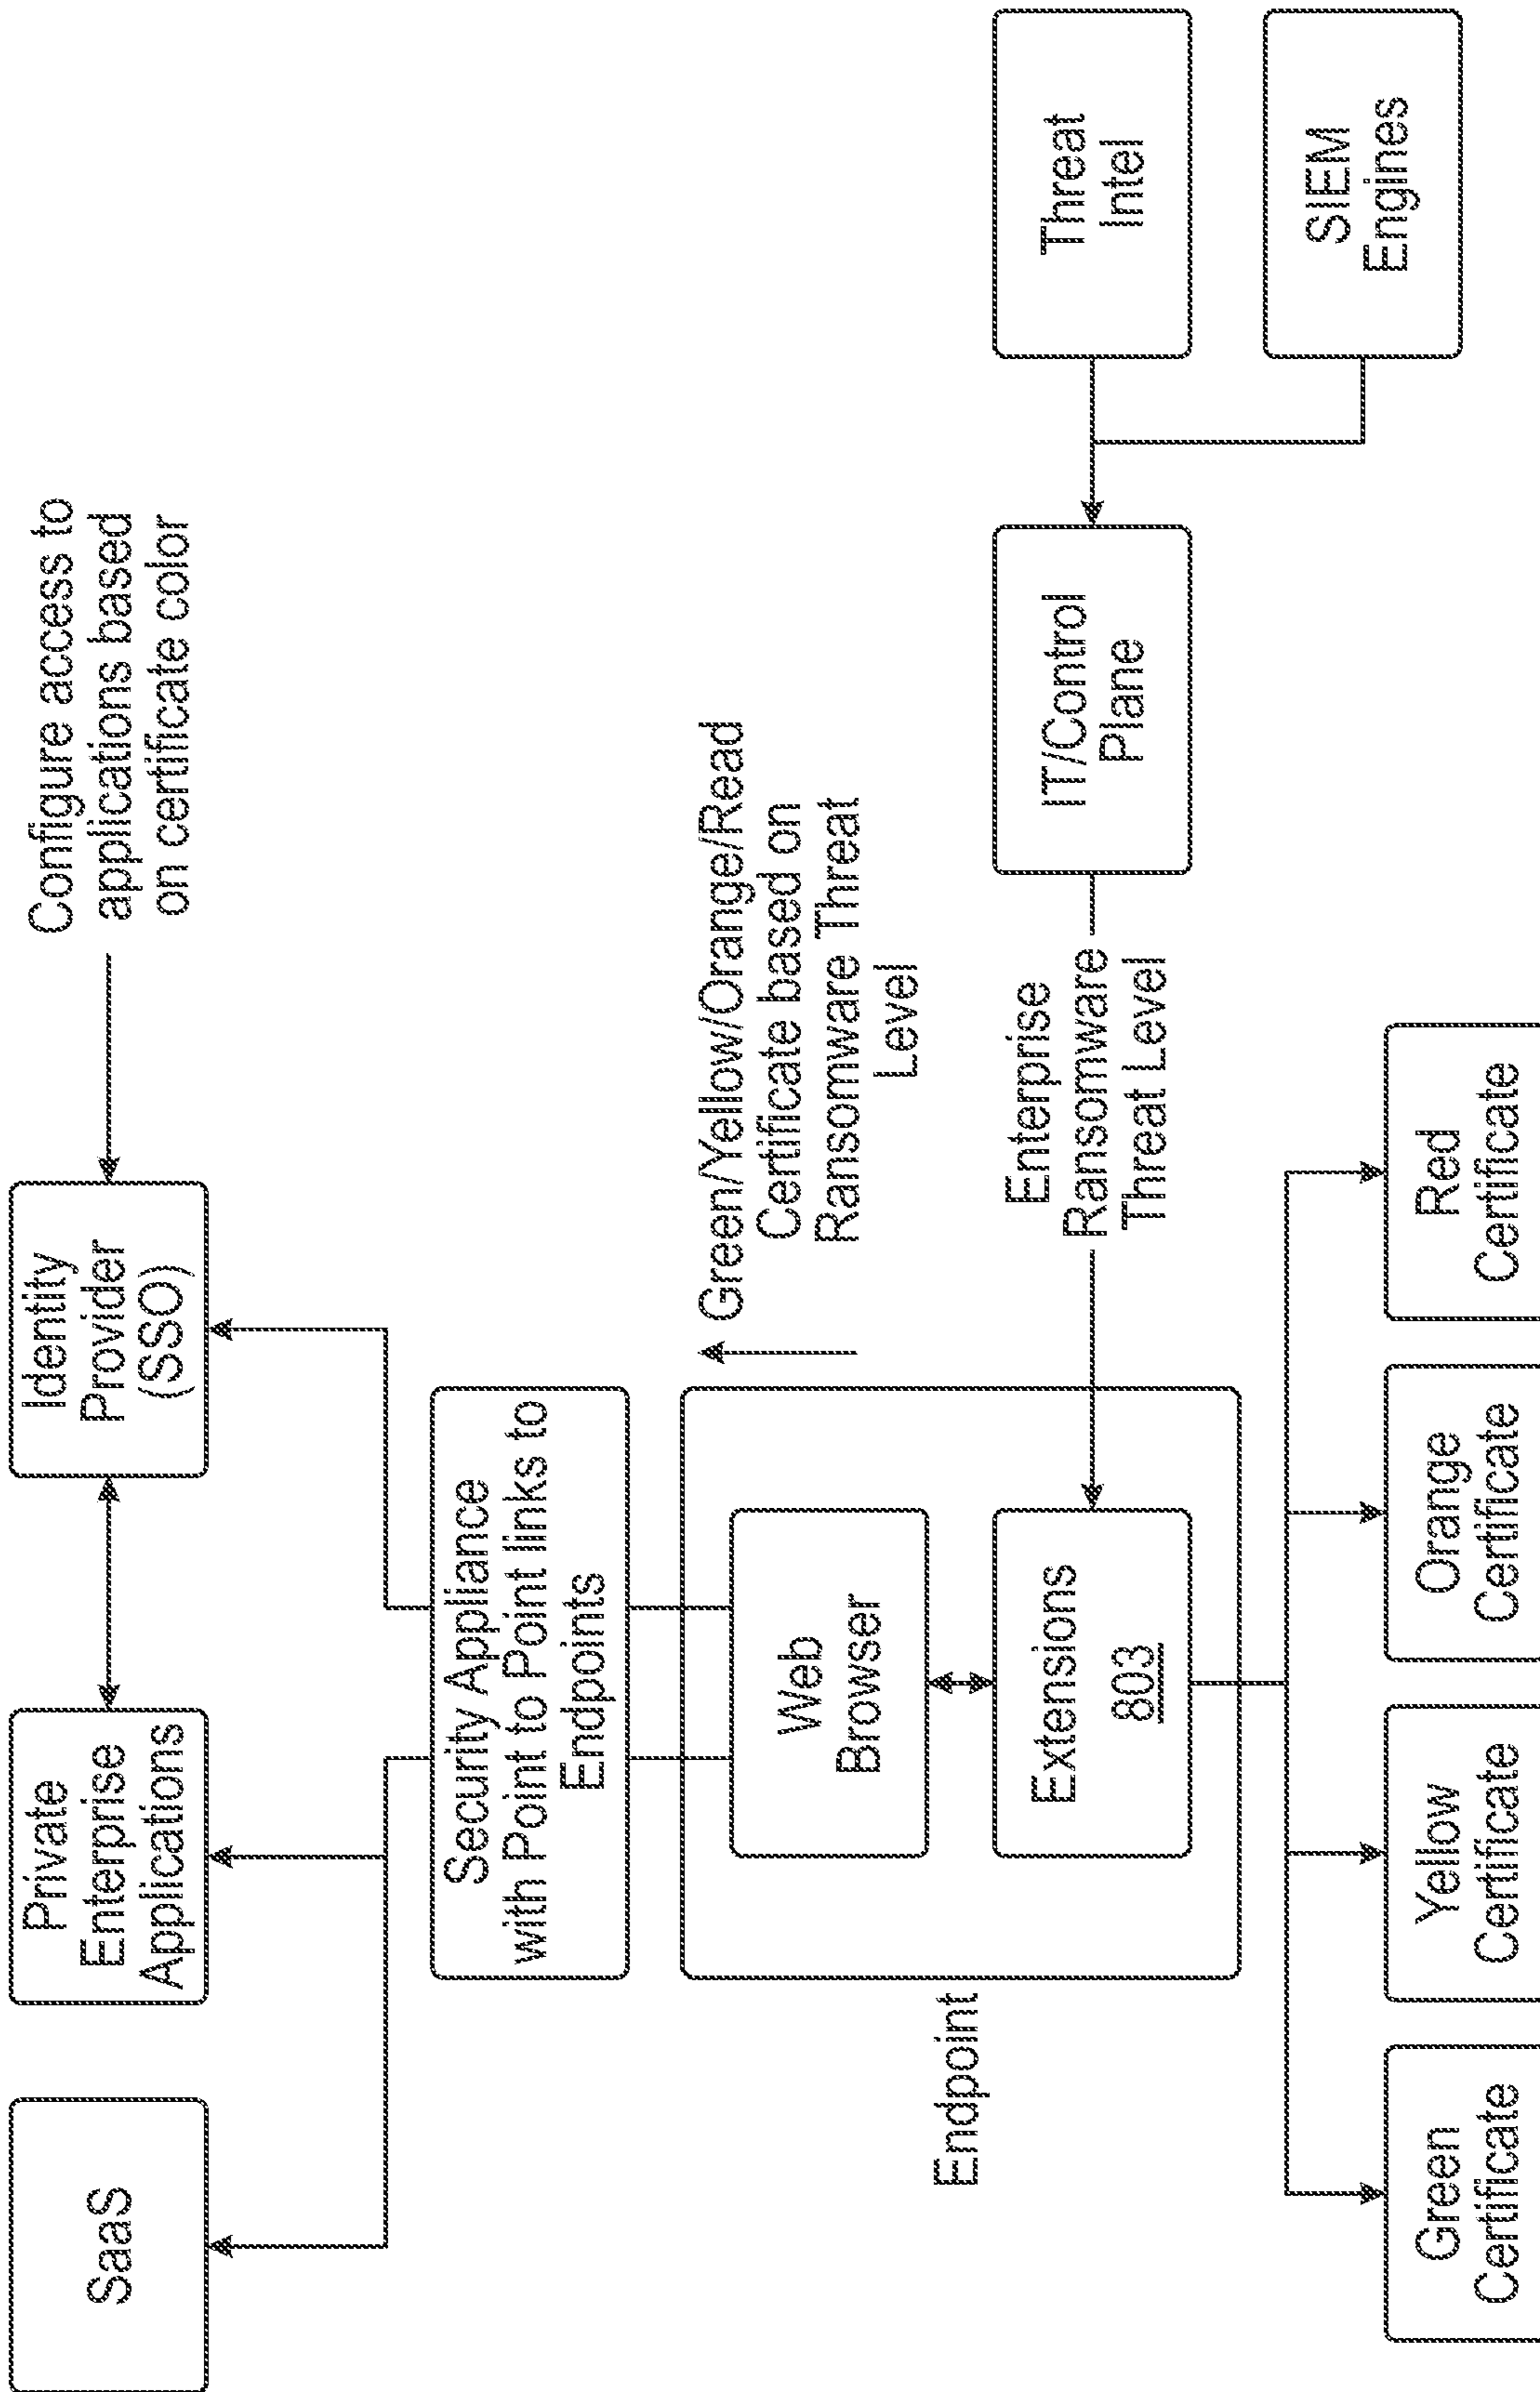 SaaS
Private
Enterprise
Applications
Identity
Provider
(SSO)
Configure access to
applications based
on certificate color
Security Appliance
with Point to Point links to
Endpoints
Green/Yellow/Orange/Read
Certificate based on
Ransomware Threat
Level
Endpoint
Web
Browser
Extensions
803
Enterprise
Ransomware
Threat Level
IT/Control
Plane
Threat
Intel
SIEM
Engines
Green
Certificate
Yellow
Certificate
Orange
Certificate
Red
Certificate